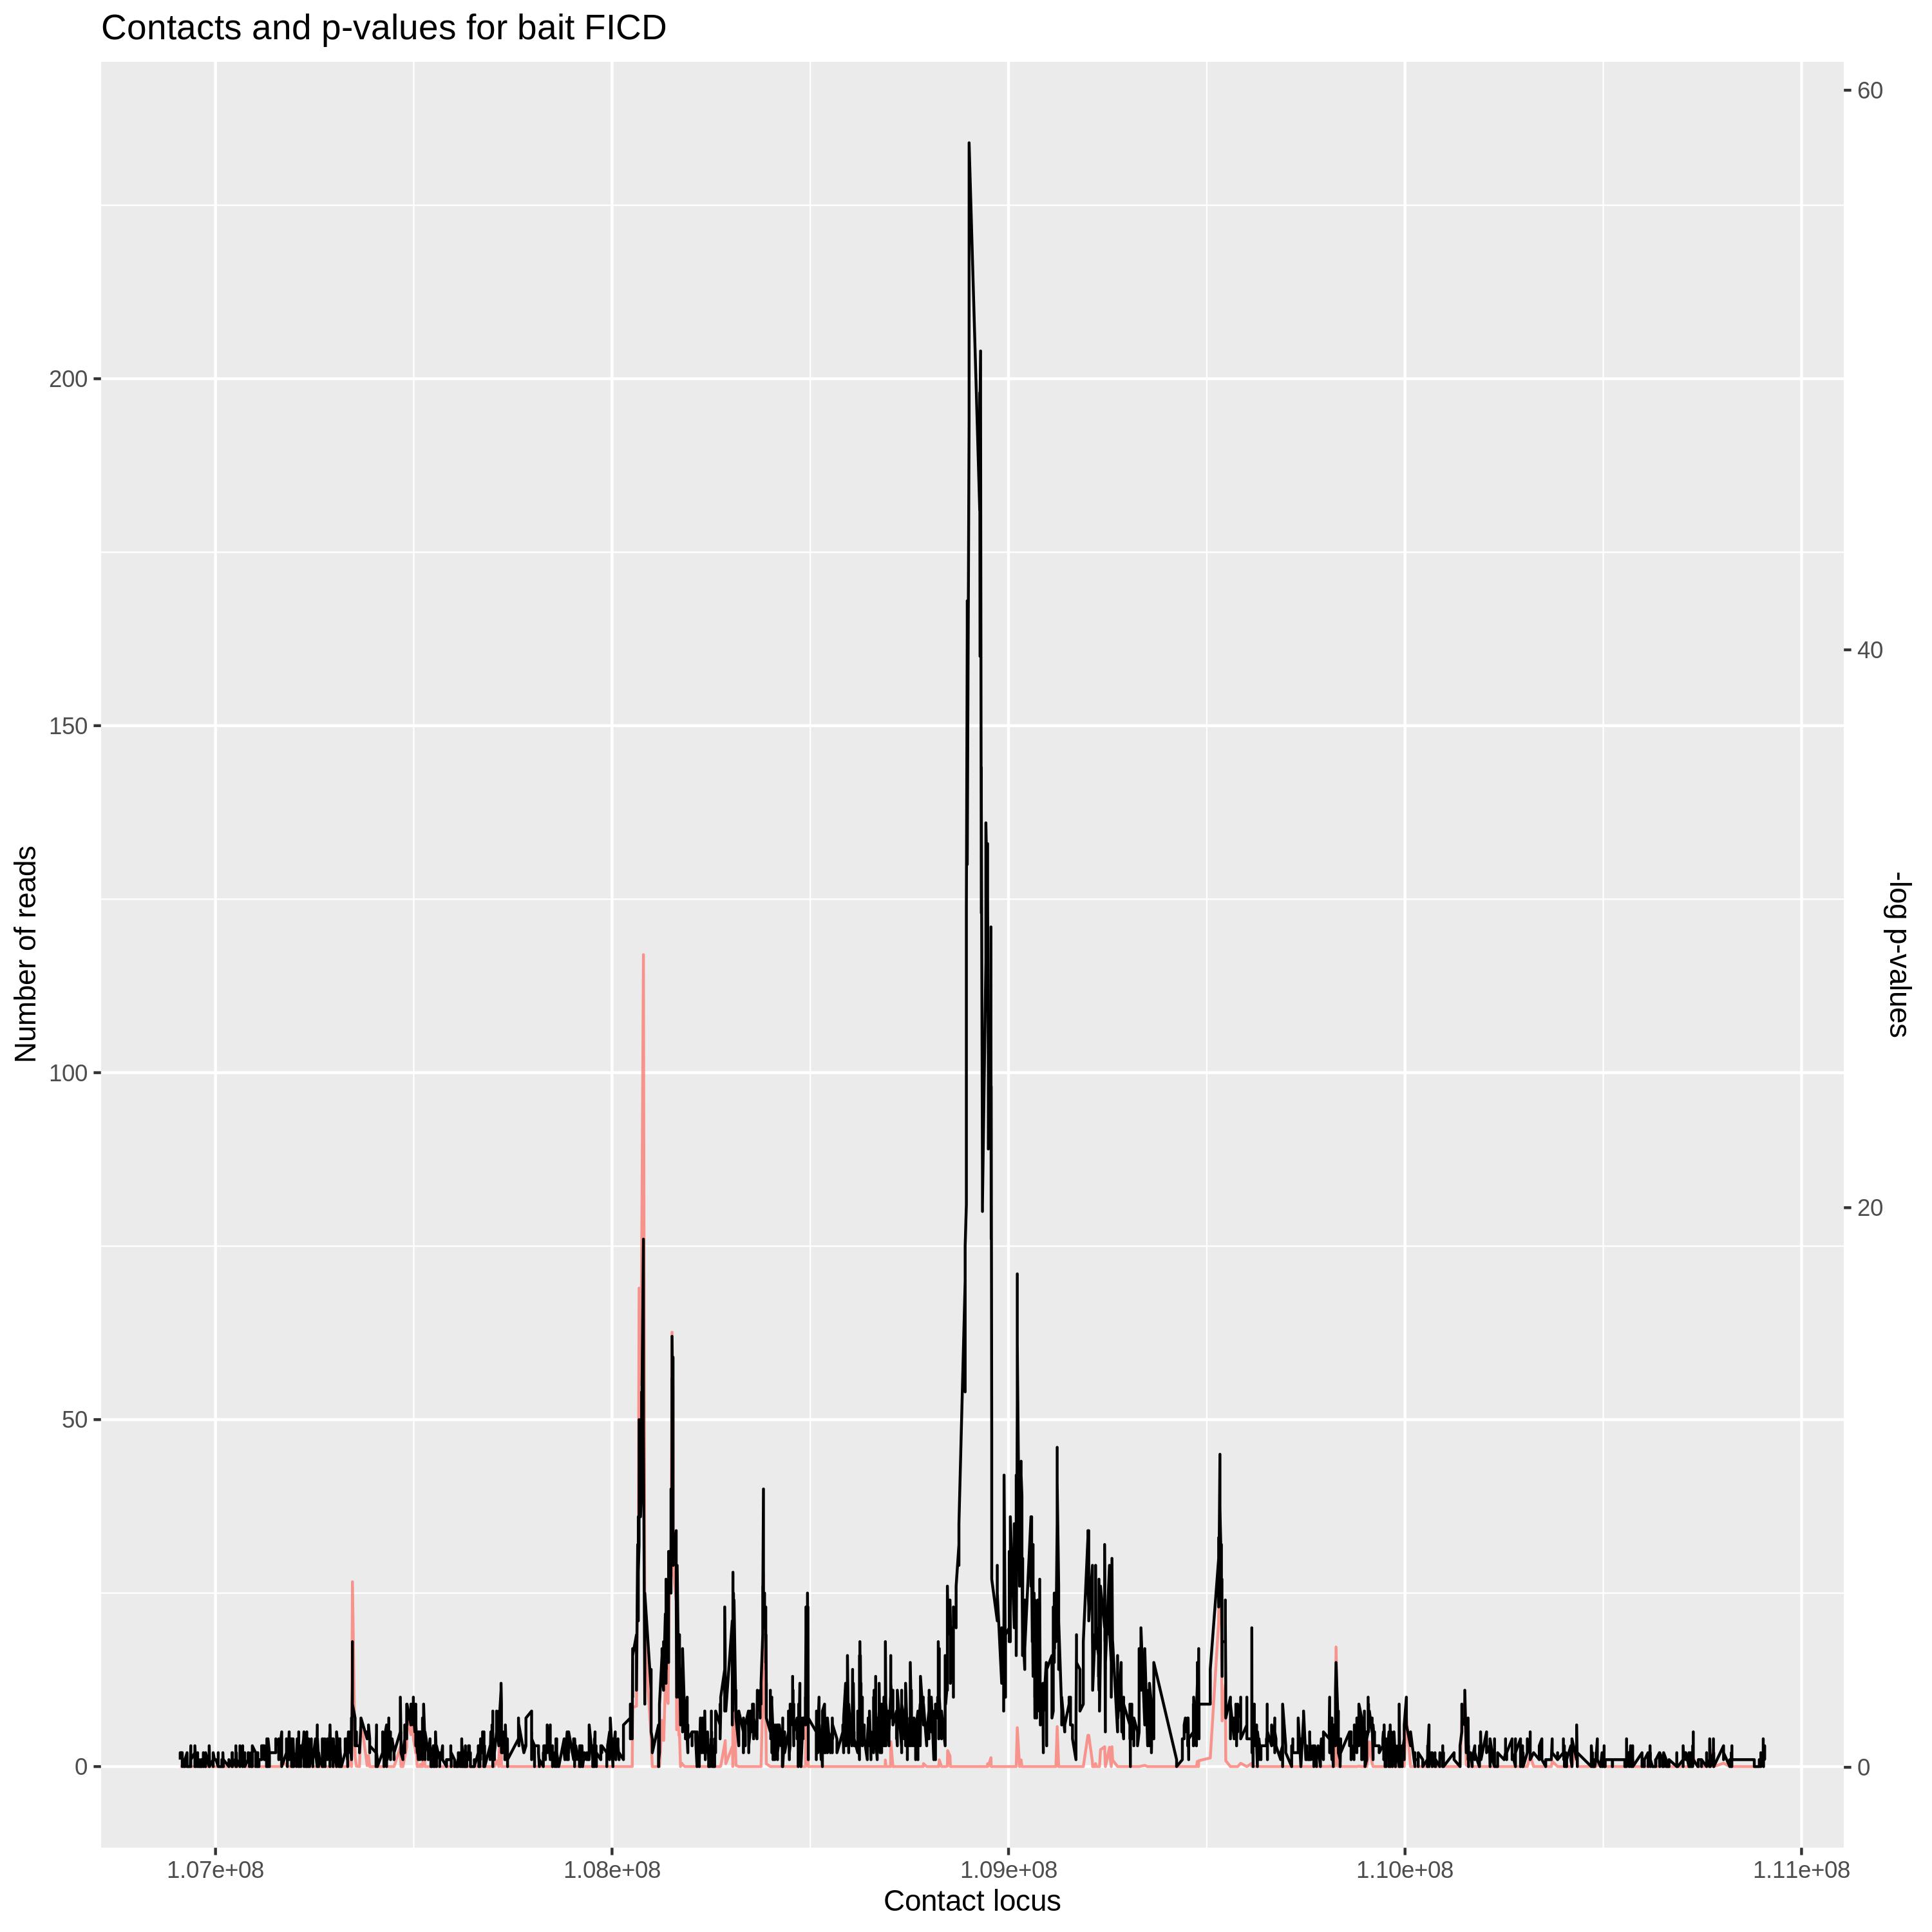 Contacts and p-values for bait FICD
60
200
40
150
Number of reads
-log p-values
100
20
50
0
0
1.07e+08
1.08e+08
1.09e+08
1.10e+08
1.11e+08
Contact locus